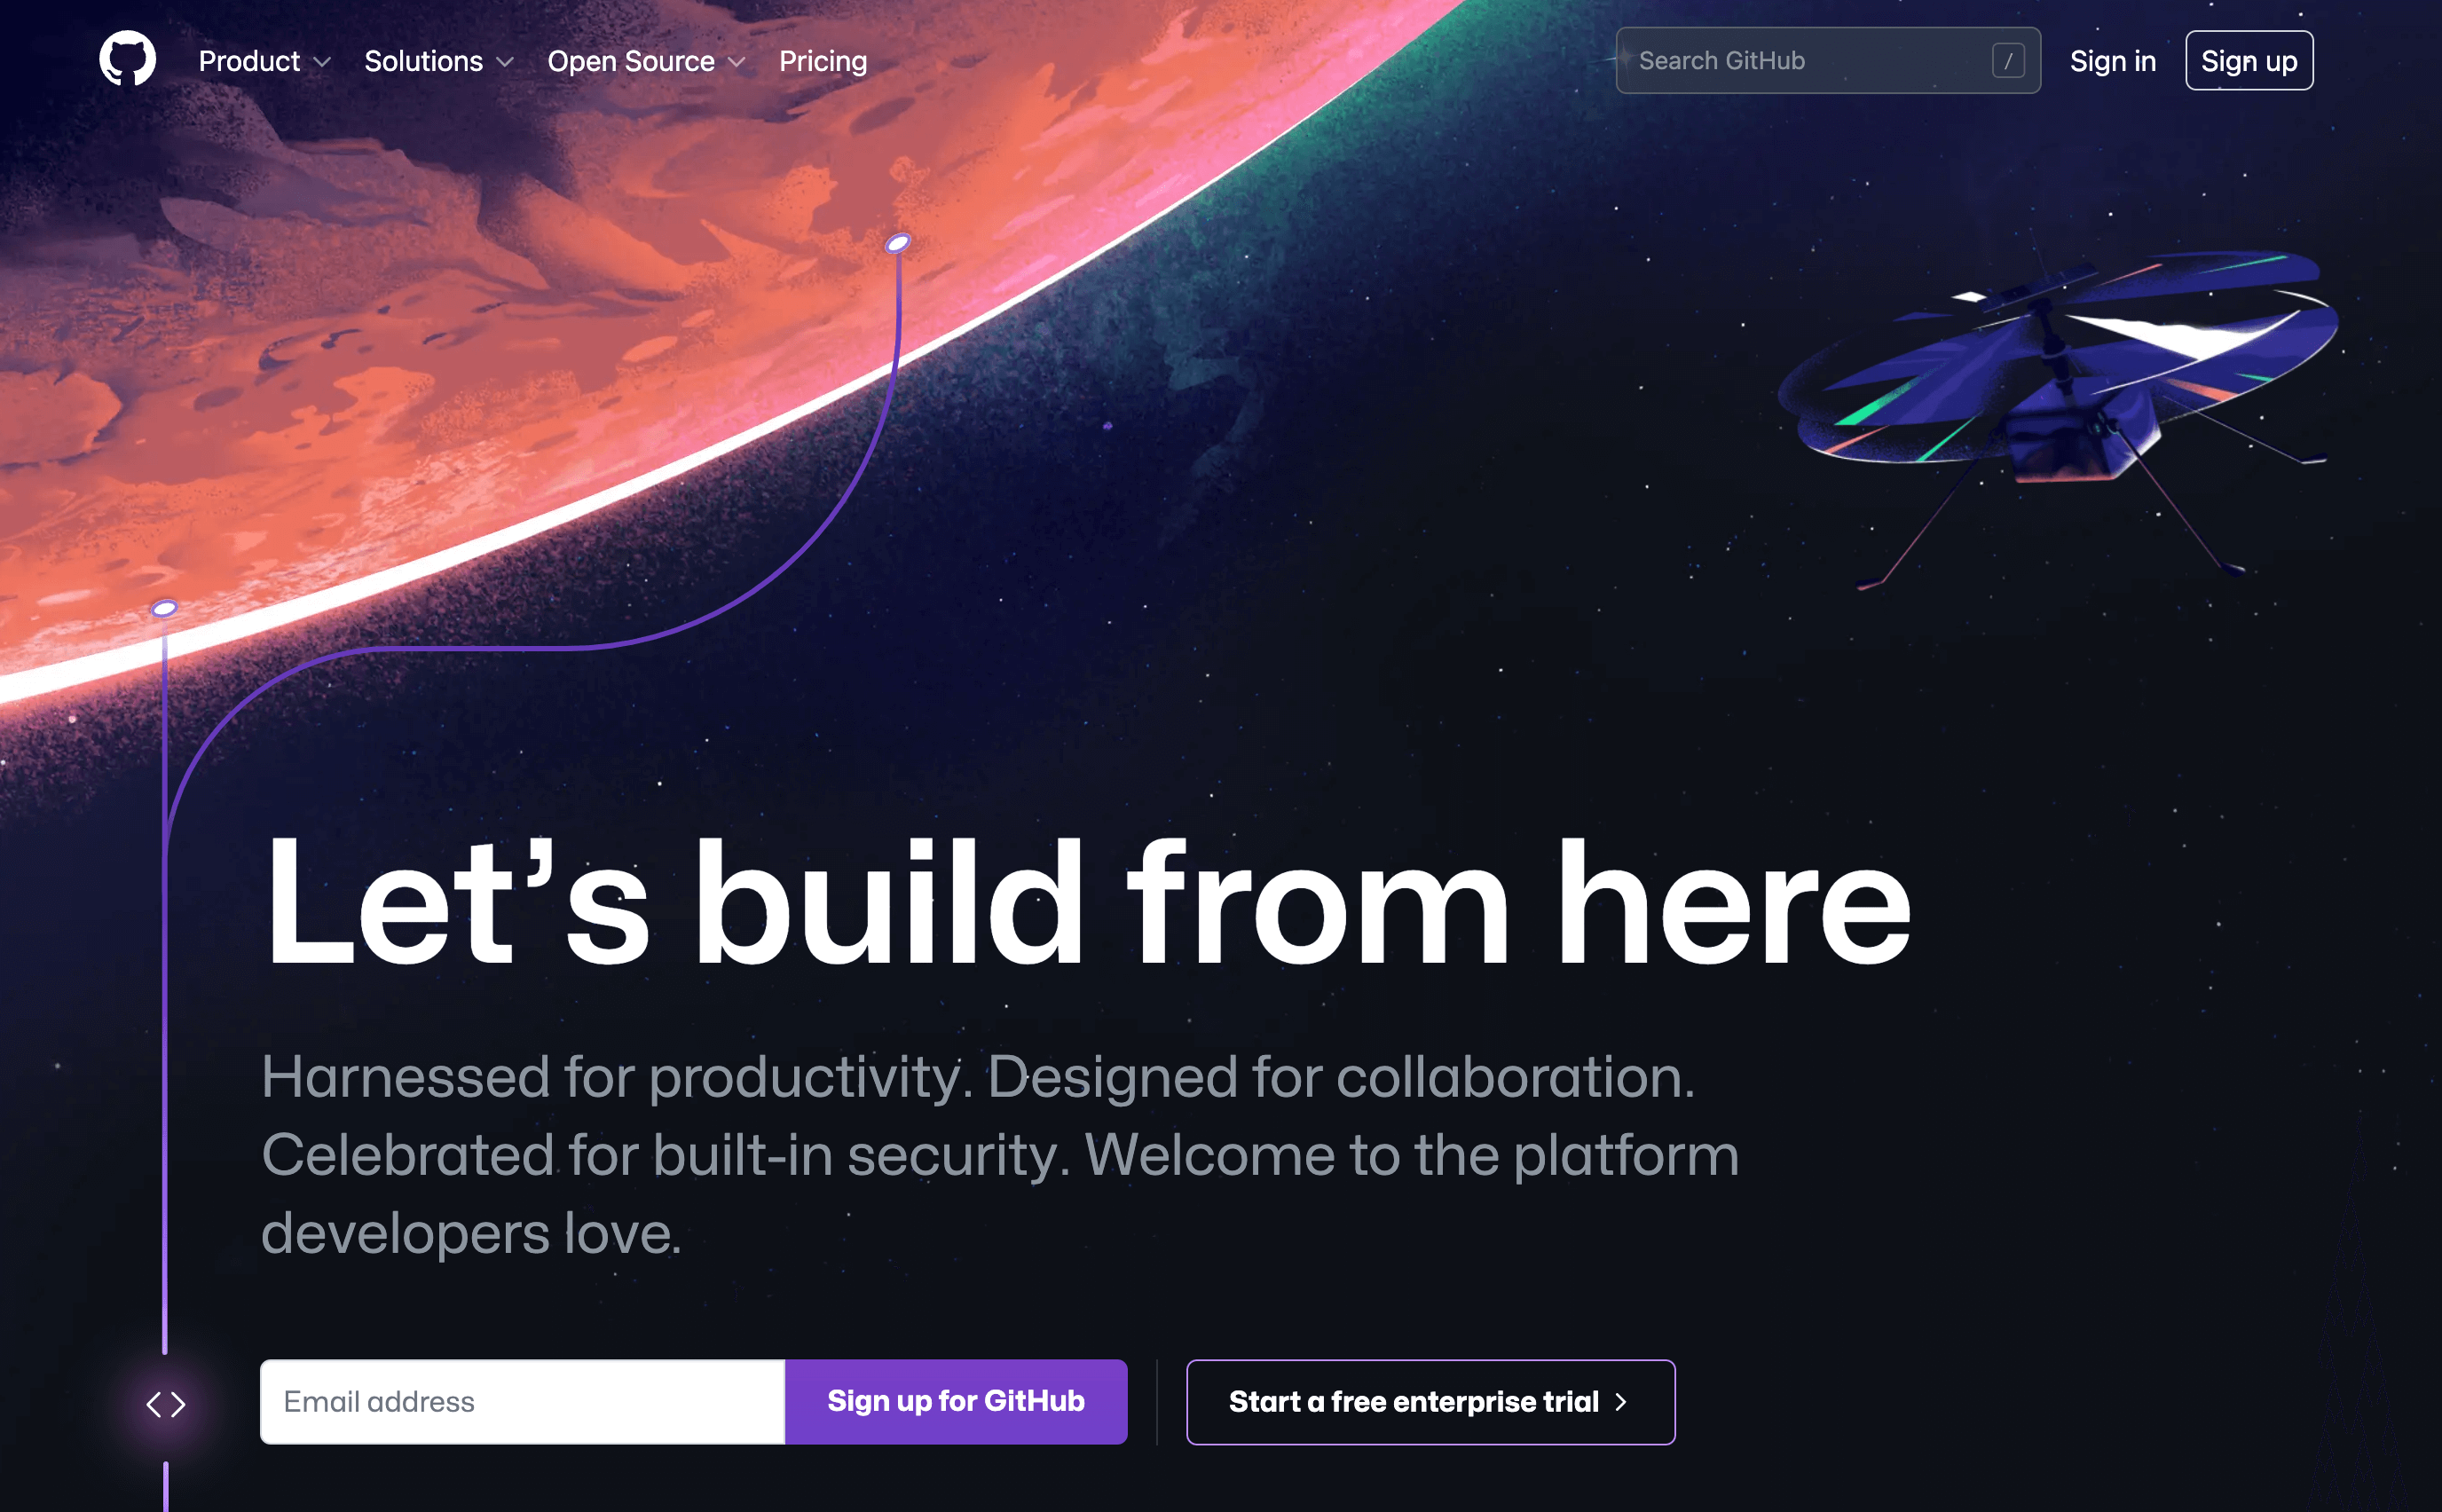 Product
Solutions
Open Source
Pricing
Search GitHub
/
Sign in
Sign up
Let’s build from here
Harnessed for productivity. Designed for collaboration.
Celebrated for built-in security. Welcome to the platform
developers love.
Email address
Sign up for GitHub
Start a free enterprise trial